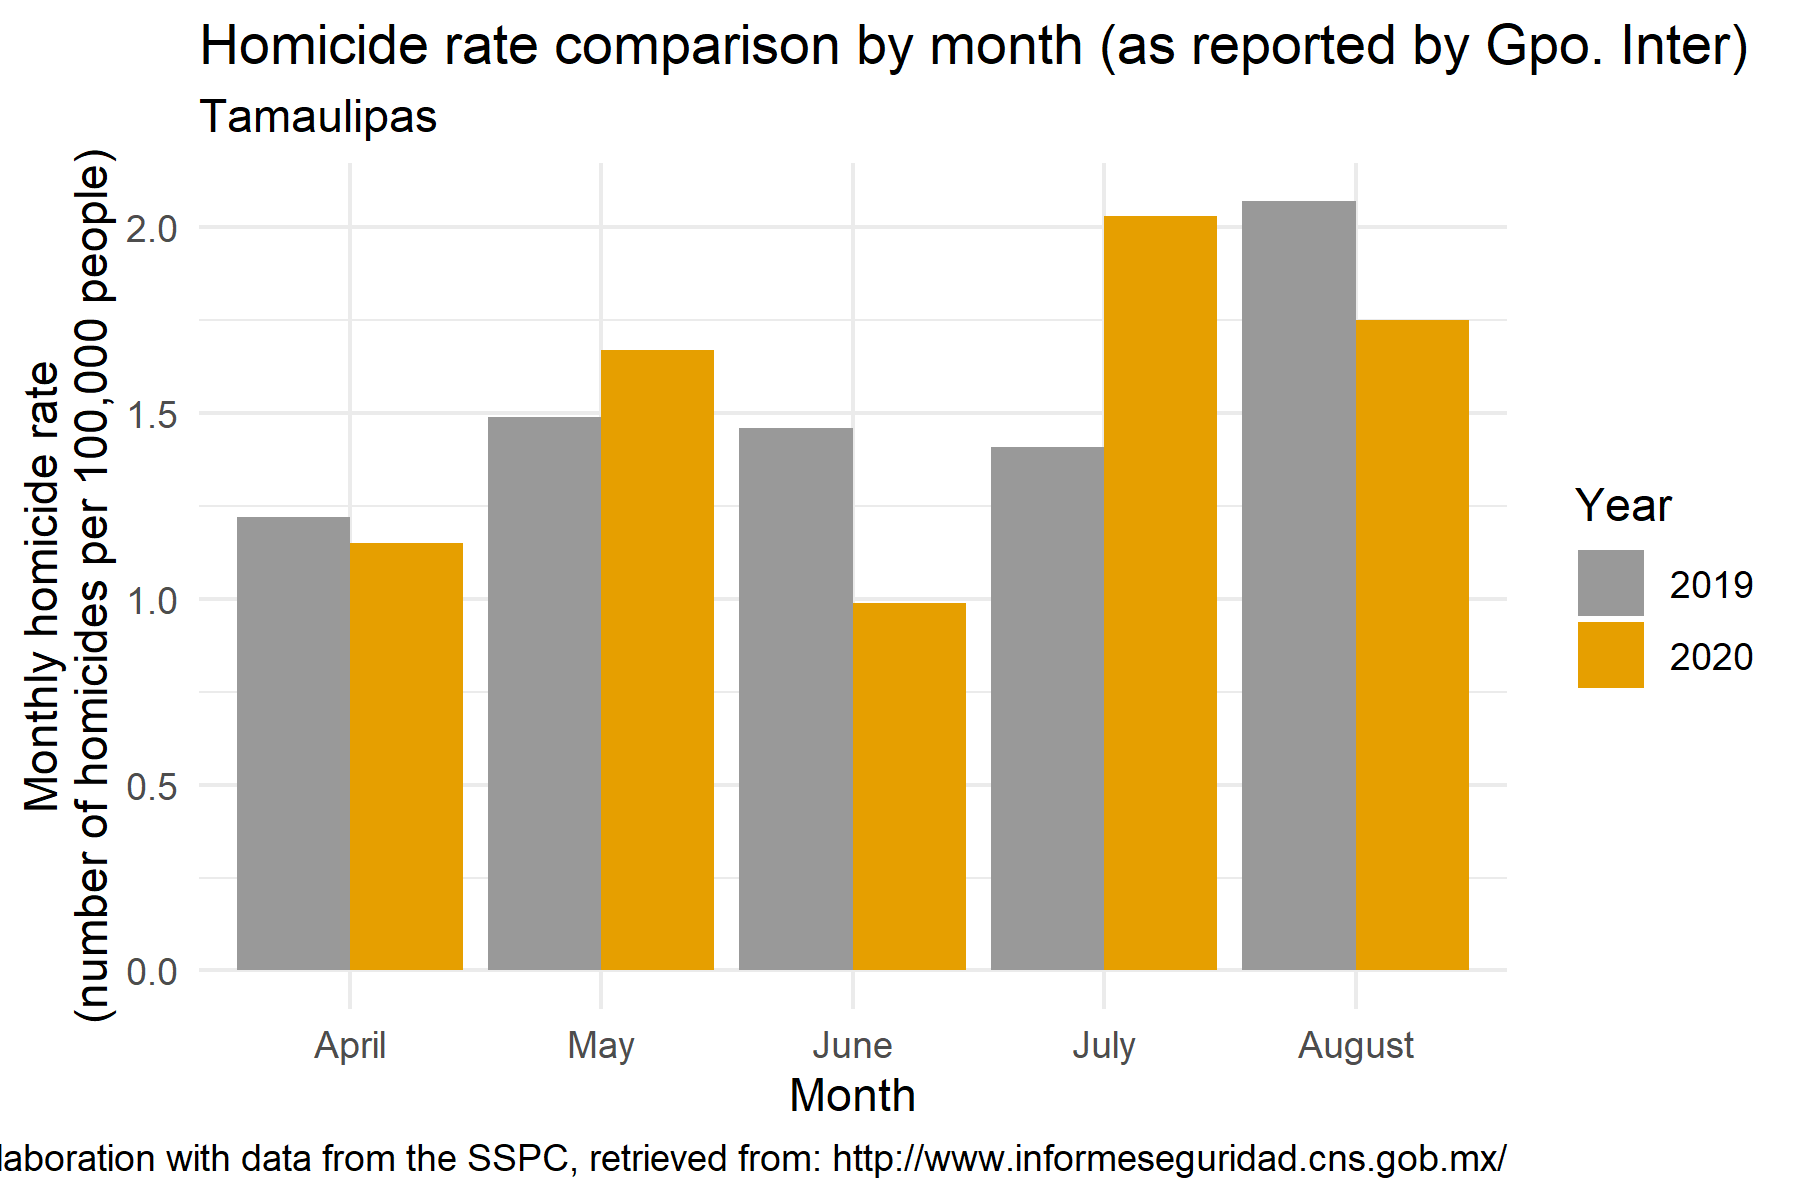 Homicide rate comparison by month (as reported by Gpo. Inter)
Tamaulipas
Monthly homicide rate
(number of homicides per 100,000 people)
2.0
1.5
1.0
0.5
0.0
April May June July August
Month
Year
2019
2020
laboration with data from the SSPC, retrieved from: http://www.informeseguridad.cns.gob.mx/